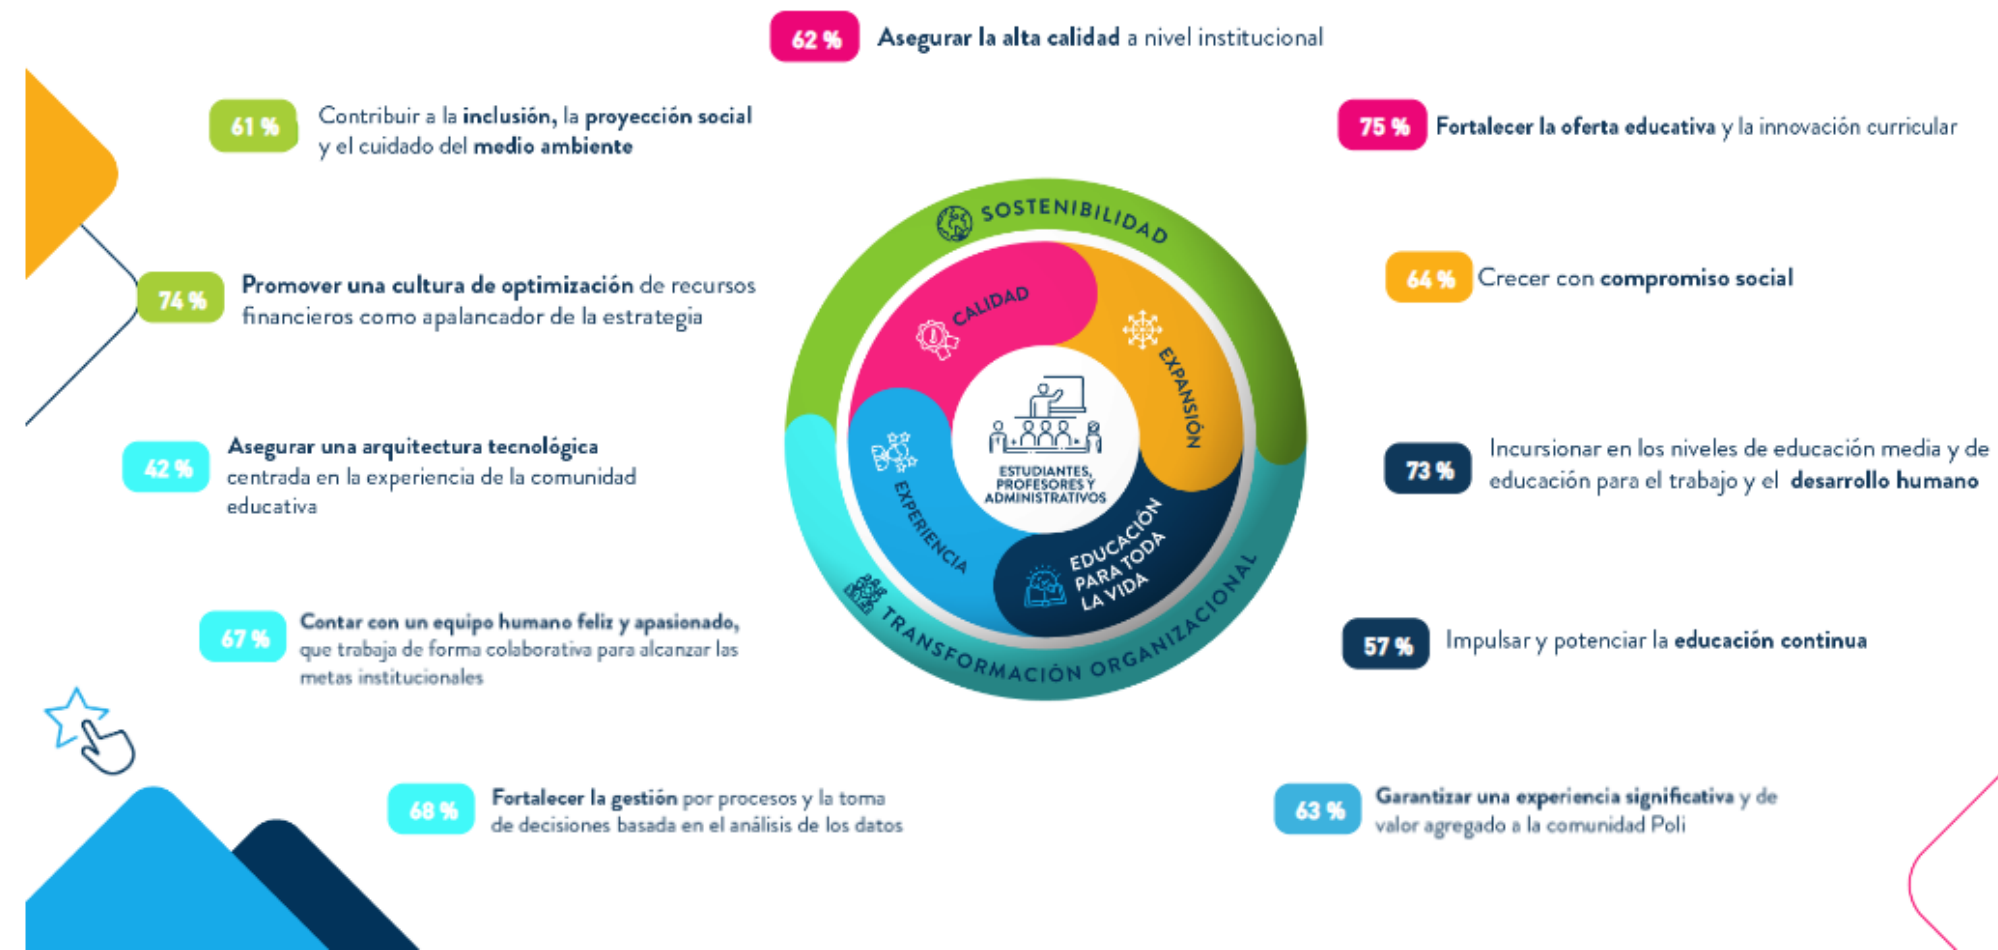 62 %
Asegurar la alta calidad a nivel institucional
61 %
Contribuir a la inclusión, la proyección social
y el cuidado del medio ambiente
75 %
Fortalecer la oferta educativa y la innovación curricular
74 %
Promover una cultura de optimización de recursos
financieros como apalancador de la estrategia
64 %
Crecer con compromiso social
42 %
Asegurar una arquitectura tecnológica
centrada en la experiencia de la comunidad
educativa
73 %
Incursionar en los niveles de educación media y de
educación para el trabajo y el desarrollo humano
67 %
Contar con un equipo humano feliz y apasionado,
que trabaja de forma colaborativa para alcanzar las
metas institucionales
57 %
Impulsar y potenciar la educación continua
68 %
Fortalecer la gestión por procesos y la toma
de decisiones basada en el análisis de los datos
63 %
Garantizar una experiencia significativa y de
valor agregado a la comunidad Poli
SOSTENIBILIDAD
CALIDAD
EXPANSIÓN
ESTUDIANTES,
PROFESORES Y
ADMINISTRATIVOS
EXPERIENCIA
EDUCACIÓN
PARA TODA
LA VIDA
TRANSFORMACIÓN ORGANIZACIONAL